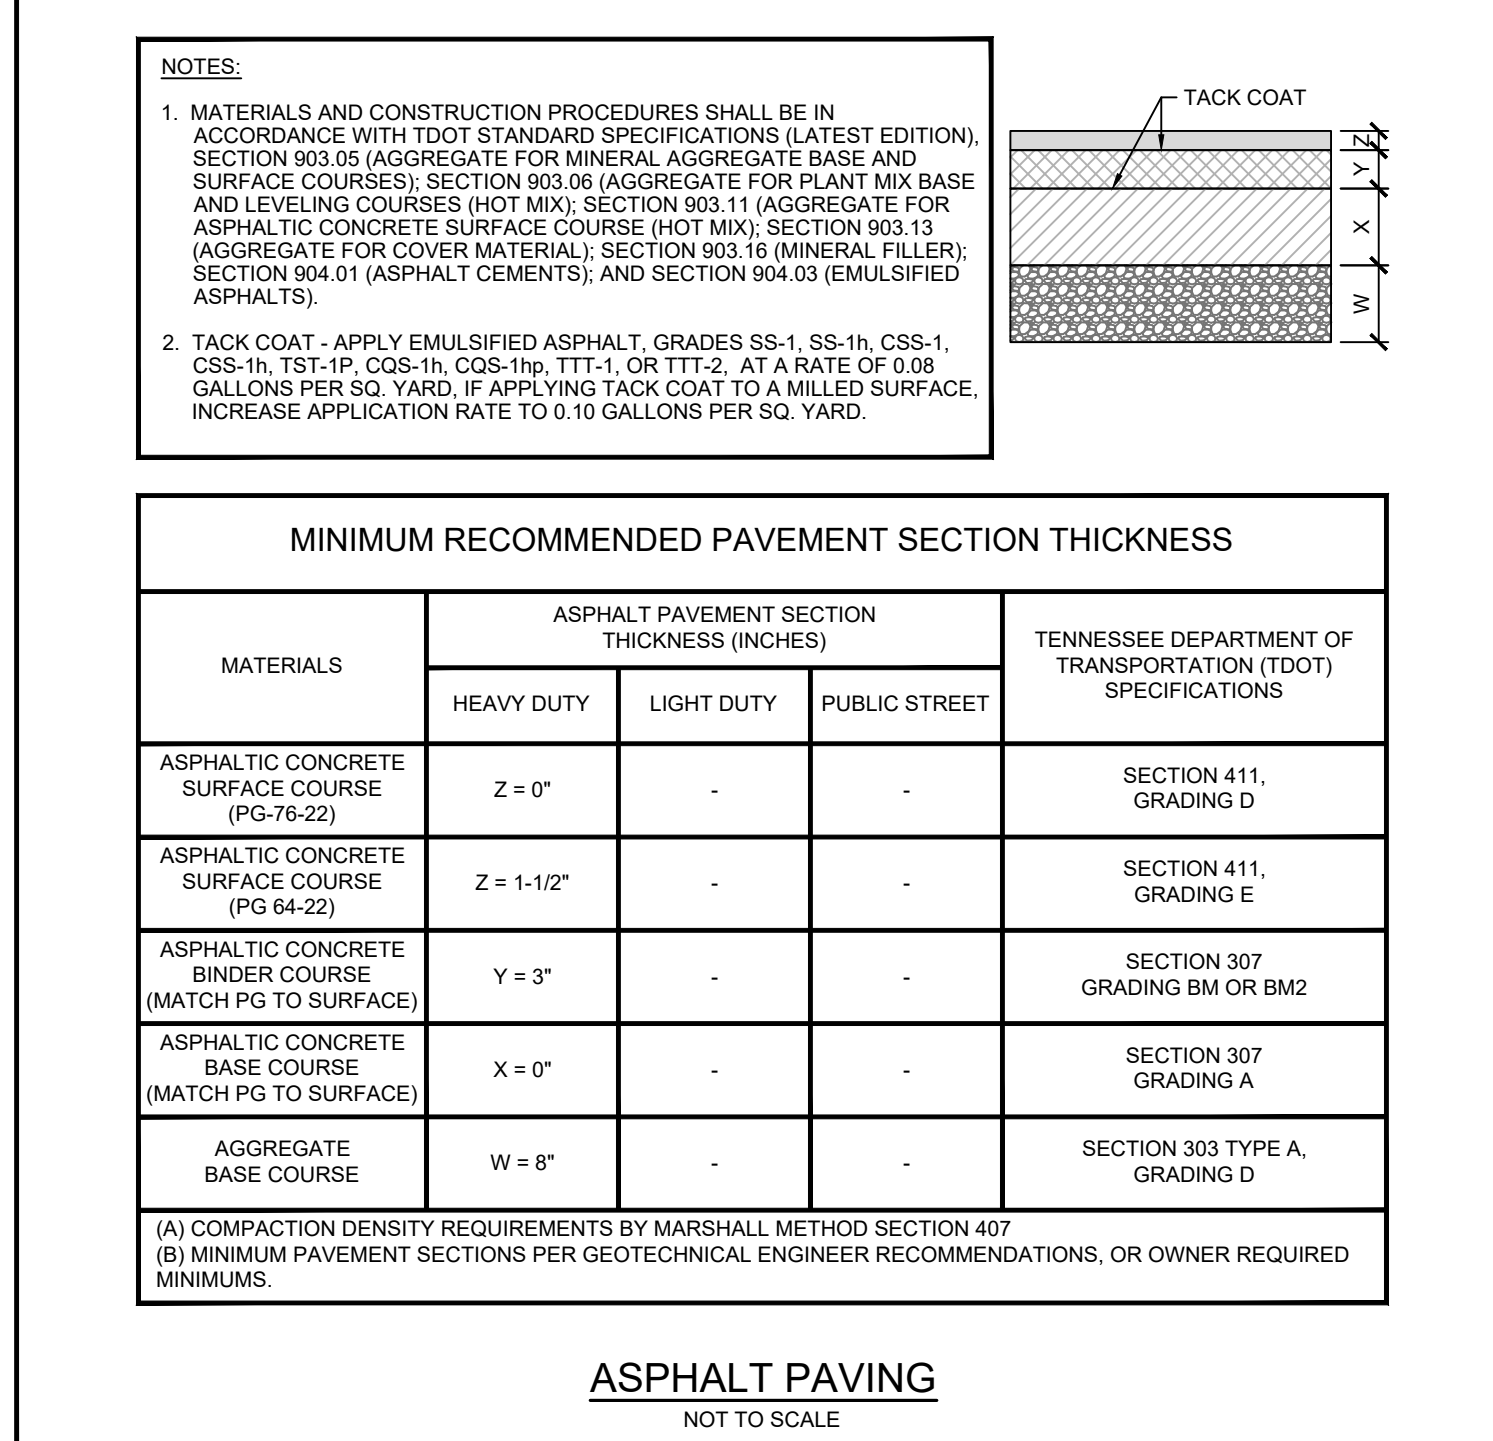 NOTES:
1. MATERIALS AND CONSTRUCTION PROCEDURES SHALL BE IN
ACCORDANCE WITH TDOT STANDARD SPECIFICATIONS (LATEST EDITION),
SECTION 903.05 (AGGREGATE FOR MINERAL AGGREGATE BASE AND
SURFACE COURSES); SECTION 903.06 (AGGREGATE FOR PLANT MIX BASE
AND LEVELING COURSES (HOT MIX); SECTION 903.11 (AGGREGATE FOR
ASPHALTIC CONCRETE SURFACE COURSE (HOT MIX); SECTION 903.13
(AGGREGATE FOR COVER MATERIAL); SECTION 903.16 (MINERAL FILLER);
SECTION 904.01 (ASPHALT CEMENTS); AND SECTION 904.03 (EMULSIFIED
ASPHALTS).
2. TACK COAT - APPLY EMULSIFIED ASPHALT, GRADES SS-1, SS-1h, CSS-1,
CSS-1h, TST-1P, CQS-1h, CQS-1hp, TTT-1, OR TTT-2, AT A RATE OF 0.08
GALLONS PER SQ. YARD, IF APPLYING TACK COAT TO A MILLED SURFACE,
INCREASE APPLICATION RATE TO 0.10 GALLONS PER SQ. YARD.
TACK COAT
Z
Y
X
W
MINIMUM RECOMMENDED PAVEMENT SECTION THICKNESS
MATERIALS
ASPHALT PAVEMENT SECTION
THICKNESS (INCHES)
HEAVY DUTY
LIGHT DUTY
PUBLIC STREET
TENNESSEE DEPARTMENT OF
TRANSPORTATION (TDOT)
SPECIFICATIONS
ASPHALTIC CONCRETE
SURFACE COURSE
(PG-76-22)
Z = 0"
-
-
SECTION 411,
GRADING D
ASPHALTIC CONCRETE
SURFACE COURSE
(PG 64-22)
Z = 1-1/2"
-
-
SECTION 411,
GRADING E
ASPHALTIC CONCRETE
BINDER COURSE
(MATCH PG TO SURFACE)
Y = 3"
-
-
SECTION 307
GRADING BM OR BM2
ASPHALTIC CONCRETE
BASE COURSE
(MATCH PG TO SURFACE)
X = 0"
-
-
SECTION 307
GRADING A
AGGREGATE
BASE COURSE
W = 8"
-
-
SECTION 303 TYPE A,
GRADING D
(A) COMPACTION DENSITY REQUIREMENTS BY MARSHALL METHOD SECTION 407
(B) MINIMUM PAVEMENT SECTIONS PER GEOTECHNICAL ENGINEER RECOMMENDATIONS, OR OWNER REQUIRED
MINIMUMS.
ASPHALT PAVING
NOT TO SCALE